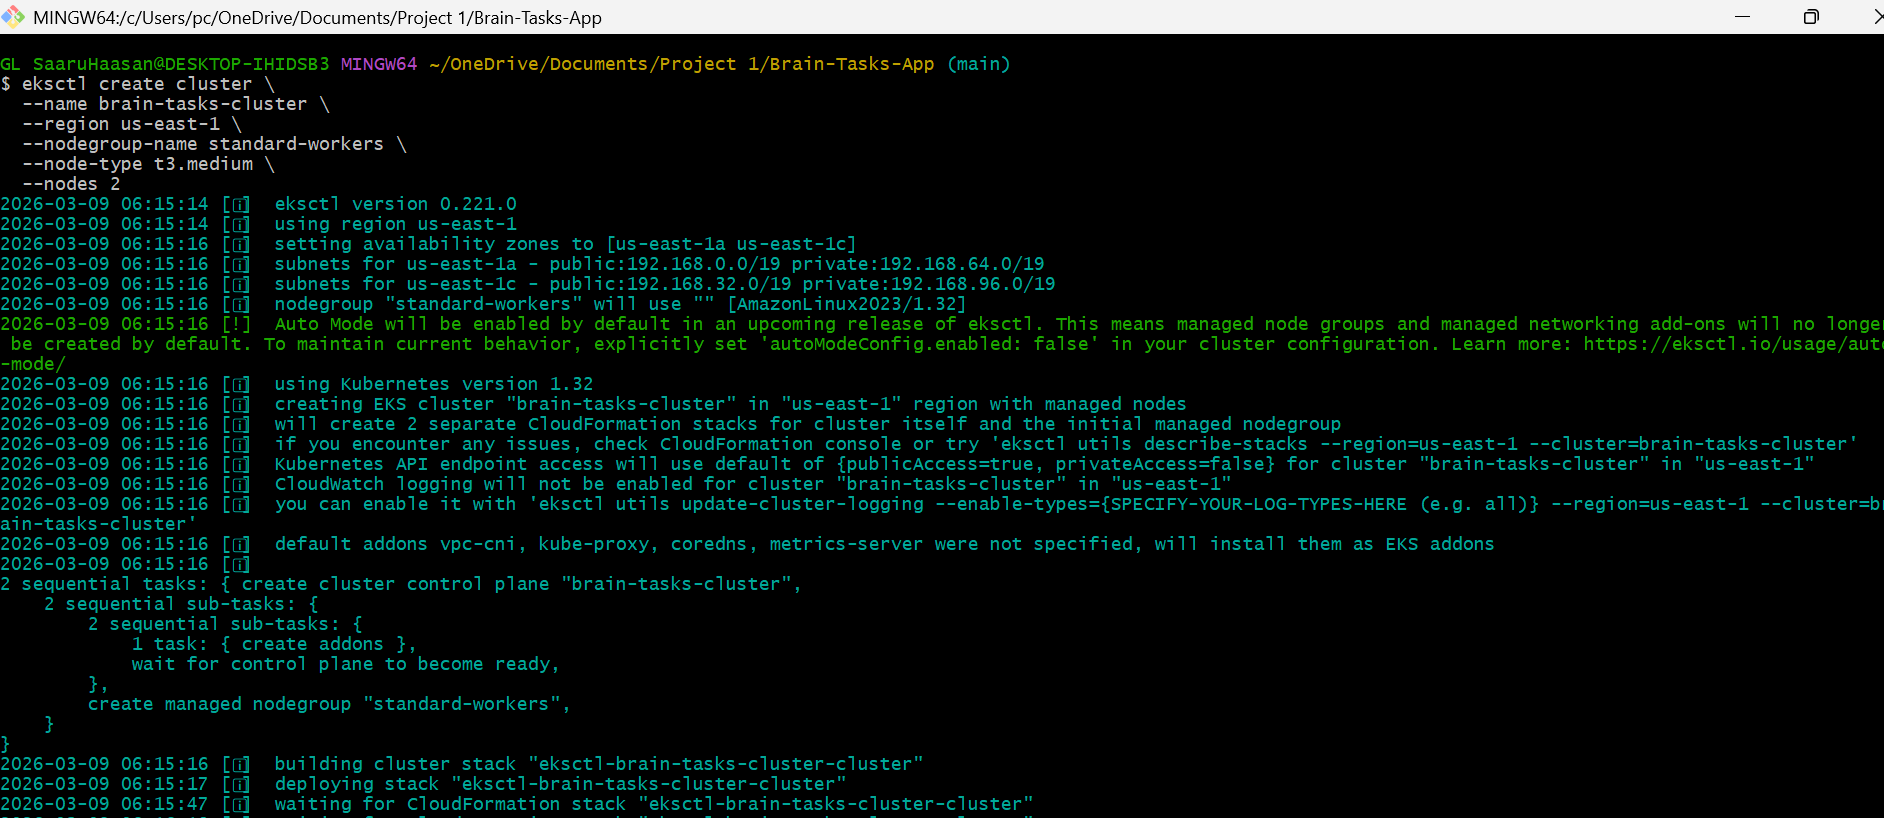 MINGW64:/c/Users/pc/OneDrive/Documents/Project 1/Brain-Tasks-App
GL SaaruHaasan@DESKTOP-IHIDSB3 MINGW64 ~/OneDrive/Documents/Project 1/Brain-Tasks-App (main)
$ eksctl create cluster \
  --name brain-tasks-cluster \
  --region us-east-1 \
  --nodegroup-name standard-workers \
  --node-type t3.medium \
  --nodes 2
2026-03-09 06:15:14 [ℹ]  eksctl version 0.221.0
2026-03-09 06:15:14 [ℹ]  using region us-east-1
2026-03-09 06:15:16 [ℹ]  setting availability zones to [us-east-1a us-east-1c]
2026-03-09 06:15:16 [ℹ]  subnets for us-east-1a - public:192.168.0.0/19 private:192.168.64.0/19
2026-03-09 06:15:16 [ℹ]  subnets for us-east-1c - public:192.168.32.0/19 private:192.168.96.0/19
2026-03-09 06:15:16 [ℹ]  nodegroup "standard-workers" will use "" [AmazonLinux2023/1.32]
2026-03-09 06:15:16 [!]  Auto Mode will be enabled by default in an upcoming release of eksctl. This means managed node groups and managed networking add-ons will no longer
 be created by default. To maintain current behavior, explicitly set 'autoModeConfig.enabled: false' in your cluster configuration. Learn more: https://eksctl.io/usage/auto
-mode/
2026-03-09 06:15:16 [ℹ]  using Kubernetes version 1.32
2026-03-09 06:15:16 [ℹ]  creating EKS cluster "brain-tasks-cluster" in "us-east-1" region with managed nodes
2026-03-09 06:15:16 [ℹ]  will create 2 separate CloudFormation stacks for cluster itself and the initial managed nodegroup
2026-03-09 06:15:16 [ℹ]  if you encounter any issues, check CloudFormation console or try 'eksctl utils describe-stacks --region=us-east-1 --cluster=brain-tasks-cluster'
2026-03-09 06:15:16 [ℹ]  Kubernetes API endpoint access will use default of {publicAccess=true, privateAccess=false} for cluster "brain-tasks-cluster" in "us-east-1"
2026-03-09 06:15:16 [ℹ]  CloudWatch logging will not be enabled for cluster "brain-tasks-cluster" in "us-east-1"
2026-03-09 06:15:16 [ℹ]  you can enable it with 'eksctl utils update-cluster-logging --enable-types={SPECIFY-YOUR-LOG-TYPES-HERE (e.g. all)} --region=us-east-1 --cluster=br
ain-tasks-cluster'
2026-03-09 06:15:16 [ℹ]  default addons vpc-cni, kube-proxy, coredns, metrics-server were not specified, will install them as EKS addons
2026-03-09 06:15:16 [ℹ]
2 sequential tasks: { create cluster control plane "brain-tasks-cluster",
    2 sequential sub-tasks: {
        2 sequential sub-tasks: {
            1 task: { create addons },
            wait for control plane to become ready,
        },
        create managed nodegroup "standard-workers",
    }
}
2026-03-09 06:15:16 [ℹ]  building cluster stack "eksctl-brain-tasks-cluster-cluster"
2026-03-09 06:15:17 [ℹ]  deploying stack "eksctl-brain-tasks-cluster-cluster"
2026-03-09 06:15:47 [ℹ]  waiting for CloudFormation stack "eksctl-brain-tasks-cluster-cluster"